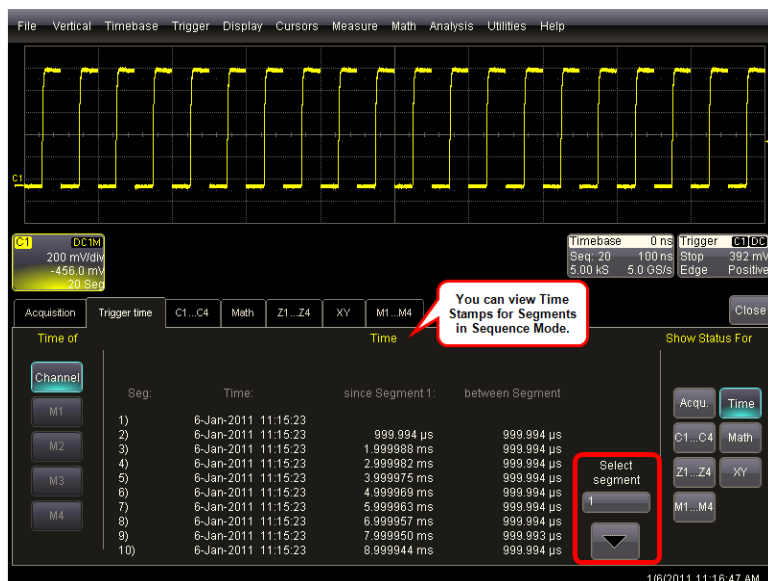 File Vertical Timebase Trigger Display Cursors Measure Math Analysis Utilities Help
C1
C1 DC1M
200 mV/div
-456.0 mV
20 Seg
Timebase 0 ns
Seq: 20 100 ns
5.00 kS 5.0 GS/s
Trigger C1 DC
Stop 392 mV
Edge Positive
Acquisition Trigger time C1...C4 Math Z1...Z4 XY M1...M4
You can view Time
Stamps for Segments
in Sequence Mode.
Close
Time of Time Show Status For
Channel
M1
M2
M3
M4
Seg: Time: since Segment 1: between Segment
1) 6-Jan-2011 11:15:23
2) 6-Jan-2011 11:15:23 999.994 µs 999.994 µs
3) 6-Jan-2011 11:15:23 1.999988 ms 999.994 µs
4) 6-Jan-2011 11:15:23 2.999982 ms 999.994 µs
5) 6-Jan-2011 11:15:23 3.999975 ms 999.994 µs
6) 6-Jan-2011 11:15:23 4.999969 ms 999.994 µs
7) 6-Jan-2011 11:15:23 5.999963 ms 999.994 µs
8) 6-Jan-2011 11:15:23 6.999957 ms 999.994 µs
9) 6-Jan-2011 11:15:23 7.999950 ms 999.993 µs
10) 6-Jan-2011 11:15:23 8.999944 ms 999.994 µs
Select
segment
1
Acqu. Time
C1...C4 Math
Z1...Z4 XY
M1...M4
1/6/2011 11:16:47 AM